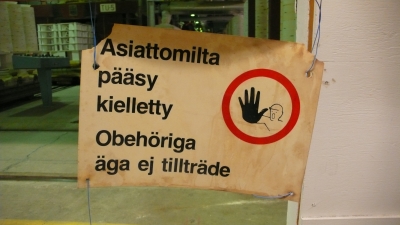 Asiattomilta
pääsy
kielletty
Obehöriga
äga ej tillträde